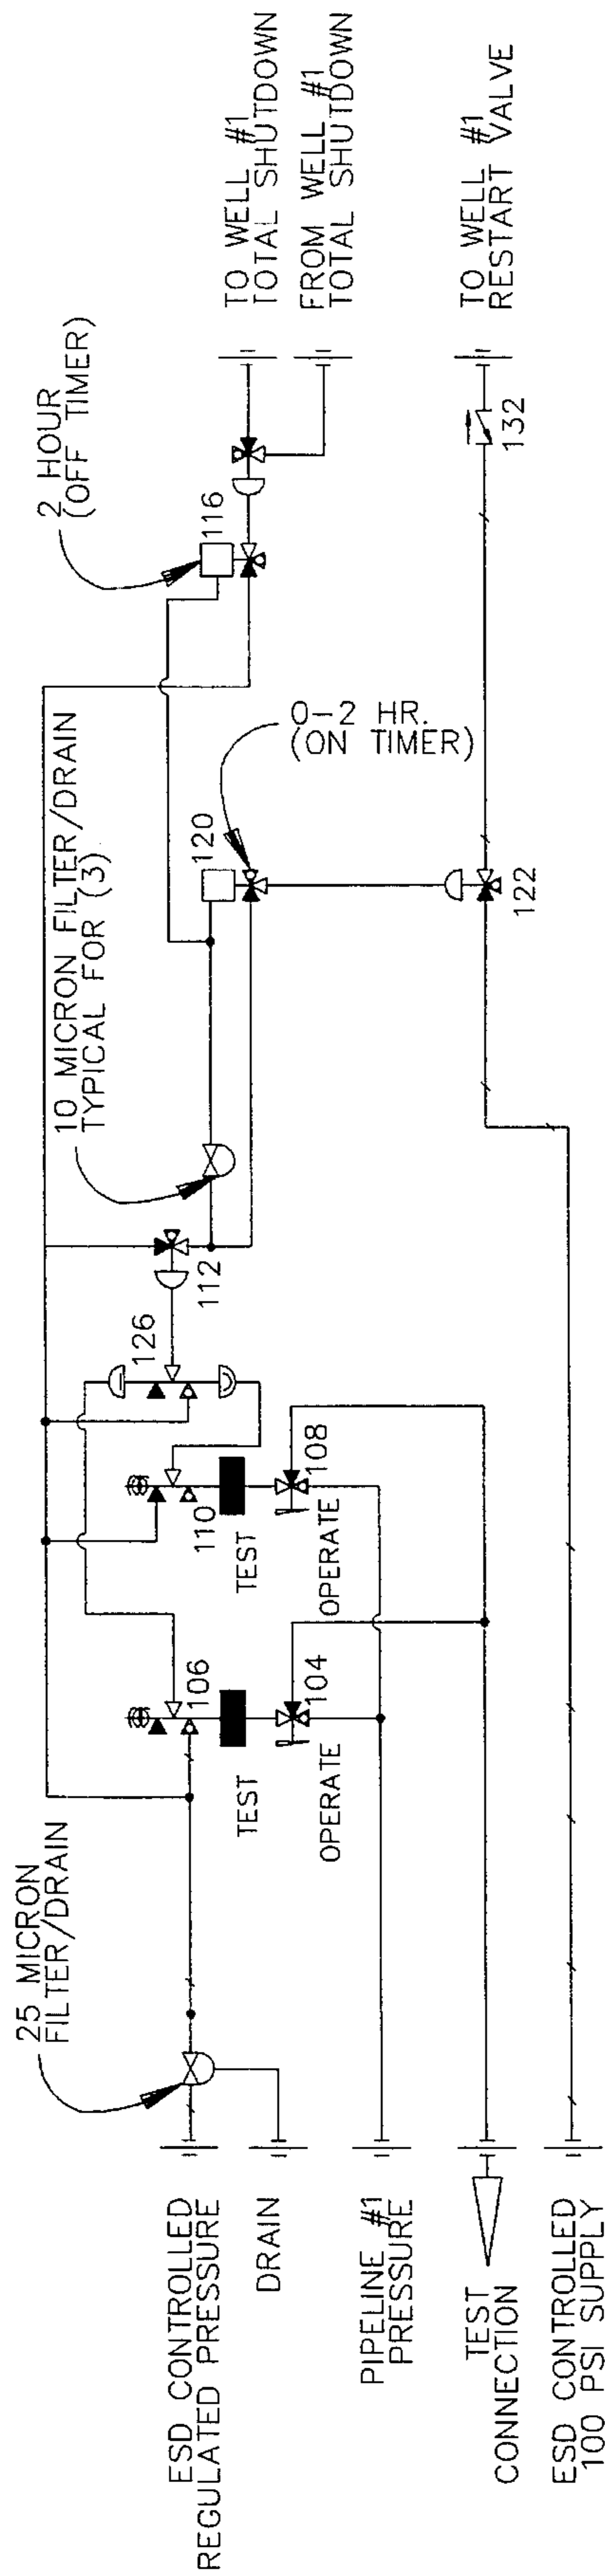 25 MICRON
FILTER/DRAIN
10 MICRON FILTER/DRAIN
TYPICAL FOR (3)
2 HOUR
(OFF TIMER)
116
120
0-2 HR.
(ON TIMER)
126
112
106
110
TEST
TEST
104
108
OPERATE
OPERATE
122
132
ESD CONTROLLED
REGULATED PRESSURE
DRAIN
PIPELINE #1
PRESSURE
TEST
CONNECTION
ESD CONTROLLED
100 PSI SUPPLY
TO WELL #1
TOTAL SHUTDOWN
FROM WELL #1
TOTAL SHUTDOWN
TO WELL #1
RESTART VALVE